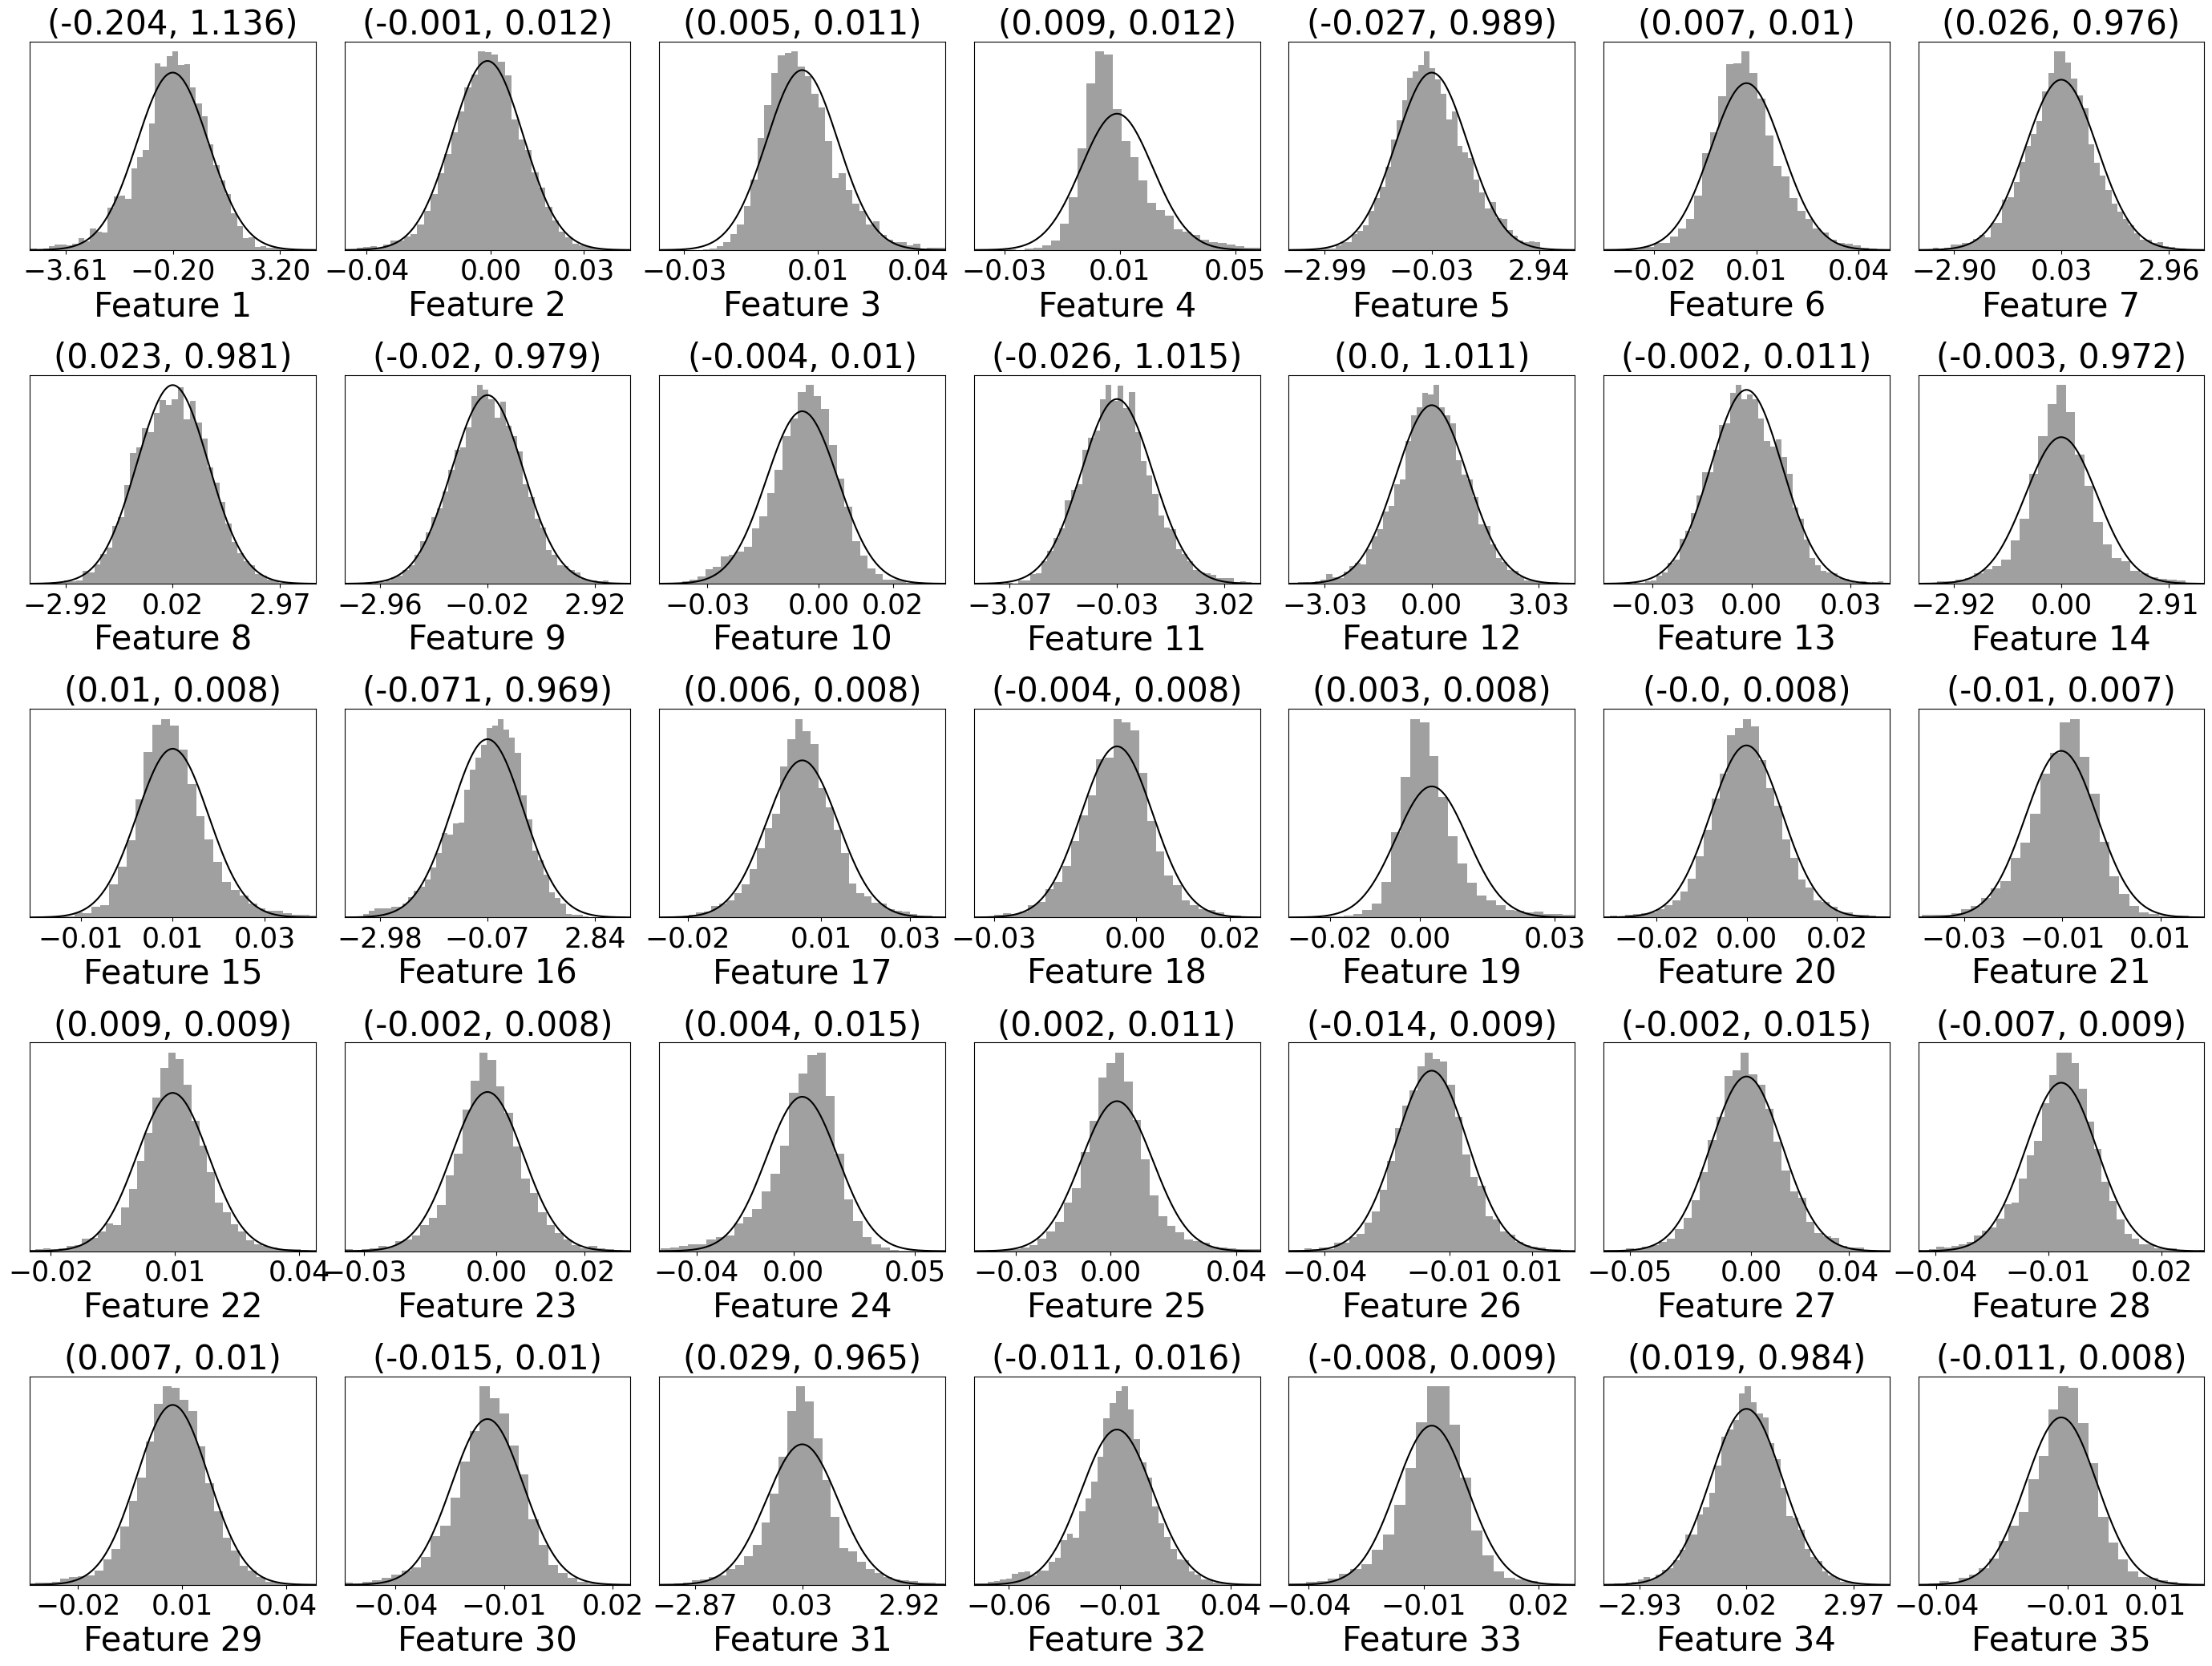 (-0.204, 1.136) (-0.001, 0.012) (0.005, 0.011) (0.009, 0.012) (-0.027, 0.989) (0.007, 0.01) (0.026, 0.976)
−3.61 −0.20 3.20 −0.04 0.00 0.03 −0.03 0.01 0.04 −0.03 0.01 0.05 −2.99 −0.03 2.94 −0.02 0.01 0.04 −2.90 0.03 2.96
Feature 1 Feature 2 Feature 3 Feature 4 Feature 5 Feature 6 Feature 7
(0.023, 0.981) (-0.02, 0.979) (-0.004, 0.01) (-0.026, 1.015) (0.0, 1.011) (-0.002, 0.011) (-0.003, 0.972)
−2.92 0.02 2.97 −2.96 −0.02 2.92 −0.03 0.00 0.02 −3.07 −0.03 3.02 −3.03 0.00 3.03 −0.03 0.00 0.03 −2.92 0.00 2.91
Feature 8 Feature 9 Feature 10 Feature 11 Feature 12 Feature 13 Feature 14
(0.01, 0.008) (-0.071, 0.969) (0.006, 0.008) (-0.004, 0.008) (0.003, 0.008) (-0.0, 0.008) (-0.01, 0.007)
−0.01 0.01 0.03 −2.98 −0.07 2.84 −0.02 0.01 0.03 −0.03 0.00 0.02 −0.02 0.00 0.03 −0.02 0.00 0.02 −0.03 −0.01 0.01
Feature 15 Feature 16 Feature 17 Feature 18 Feature 19 Feature 20 Feature 21
(0.009, 0.009) (-0.002, 0.008) (0.004, 0.015) (0.002, 0.011) (-0.014, 0.009) (-0.002, 0.015) (-0.007, 0.009)
−0.02 0.01 0.04 −0.03 0.00 0.02 −0.04 0.00 0.05 −0.03 0.00 0.04 −0.04 −0.01 0.01 −0.05 0.00 0.04 −0.04 −0.01 0.02
Feature 22 Feature 23 Feature 24 Feature 25 Feature 26 Feature 27 Feature 28
(0.007, 0.01) (-0.015, 0.01) (0.029, 0.965) (-0.011, 0.016) (-0.008, 0.009) (0.019, 0.984) (-0.011, 0.008)
−0.02 0.01 0.04 −0.04 −0.01 0.02 −2.87 0.03 2.92 −0.06 −0.01 0.04 −0.04 −0.01 0.02 −2.93 0.02 2.97 −0.04 −0.01 0.01
Feature 29 Feature 30 Feature 31 Feature 32 Feature 33 Feature 34 Feature 35